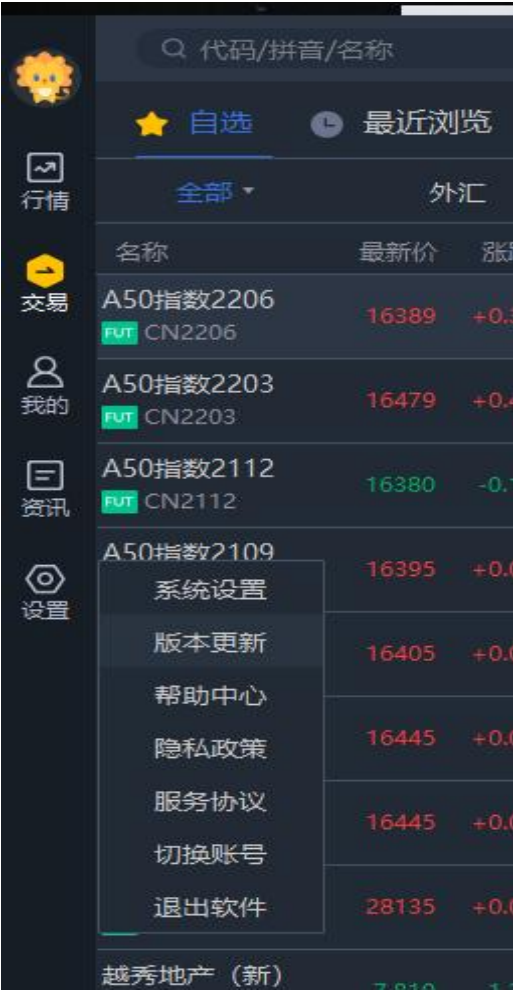 代码/拼音/名称
自选 最近浏览
行情
全部 外汇
名称 最新价
交易
A50指数2206 16389
FUT CN2206
我的
A50指数2203 16479 +0.4
FUT CN2203
资讯
A50指数2112 16380
FUT CN2112
设置
A50指数2109 16395 +0.0
系统设置
版本更新 16405 +0.0
帮助中心
隐私政策 16445 +0.0
服务协议 16445 +0.0
切换账号
退出软件 28135 +0.0
越秀地产（新）